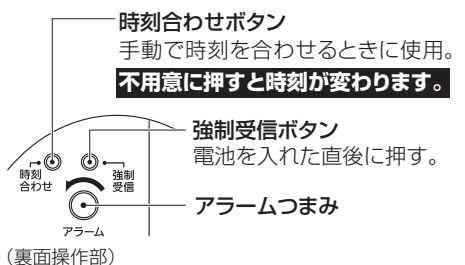 時刻合わせボタン
手動で時刻を合わせるときに使用。
不用意に押すと時刻が変わります。
強制受信ボタン
電池を入れた直後に押す。
時刻
合わせ
強制
受信
アラームつまみ
アラーム
（裏面操作部）